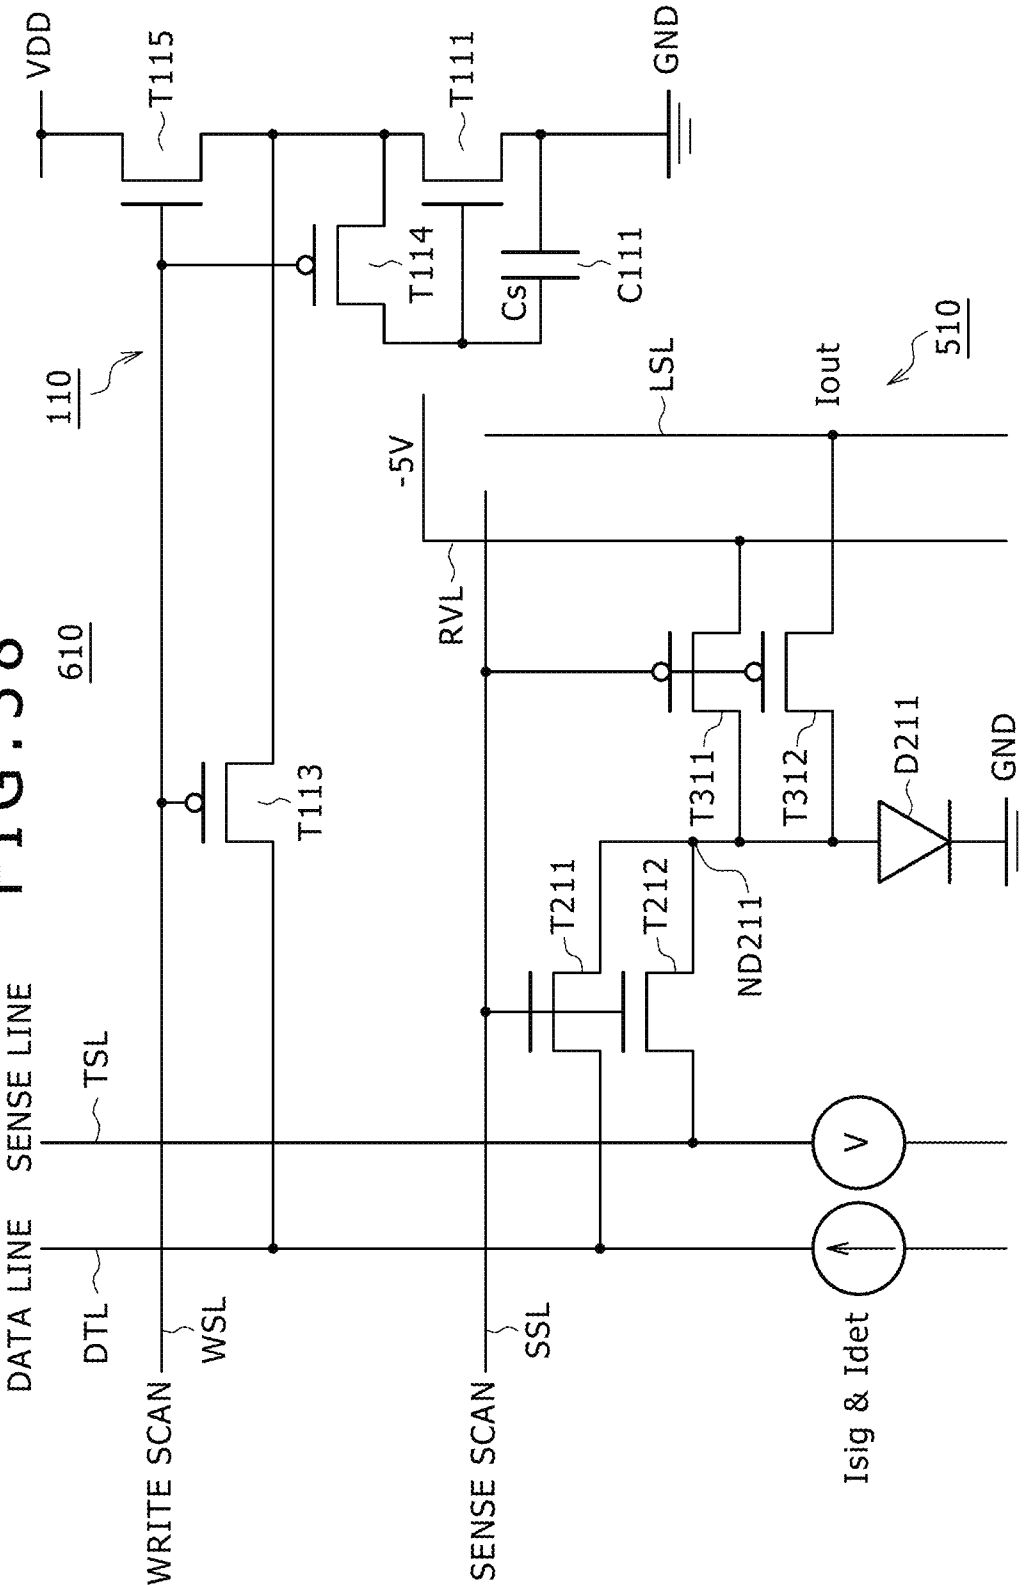 FIG.
DATA LINE
SENSE LINE
610
110
VDD
DTL
TSL
WRITE SCAN
WSL
T115
T113
T114
T111
-5V
Cs
C111
GND
RVL
LSL
SENSE SCAN
SSL
T211
T212
ND211
T311
T312
Iout
510
D211
GND
V
Isig & Idet